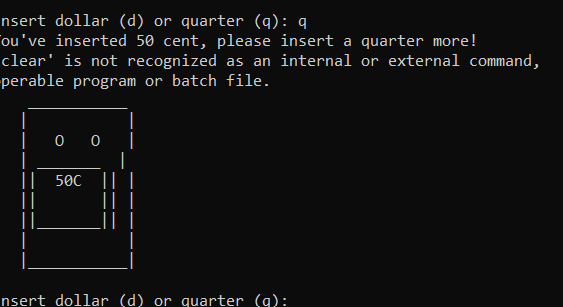 nsert dollar (d) or quarter (q): q
ou've inserted 50 cent, please insert a quarter more!
clear' is not recognized as an internal or external command,
perable program or batch file.
O O
50C
nsert dollar (d) or quarter (q):